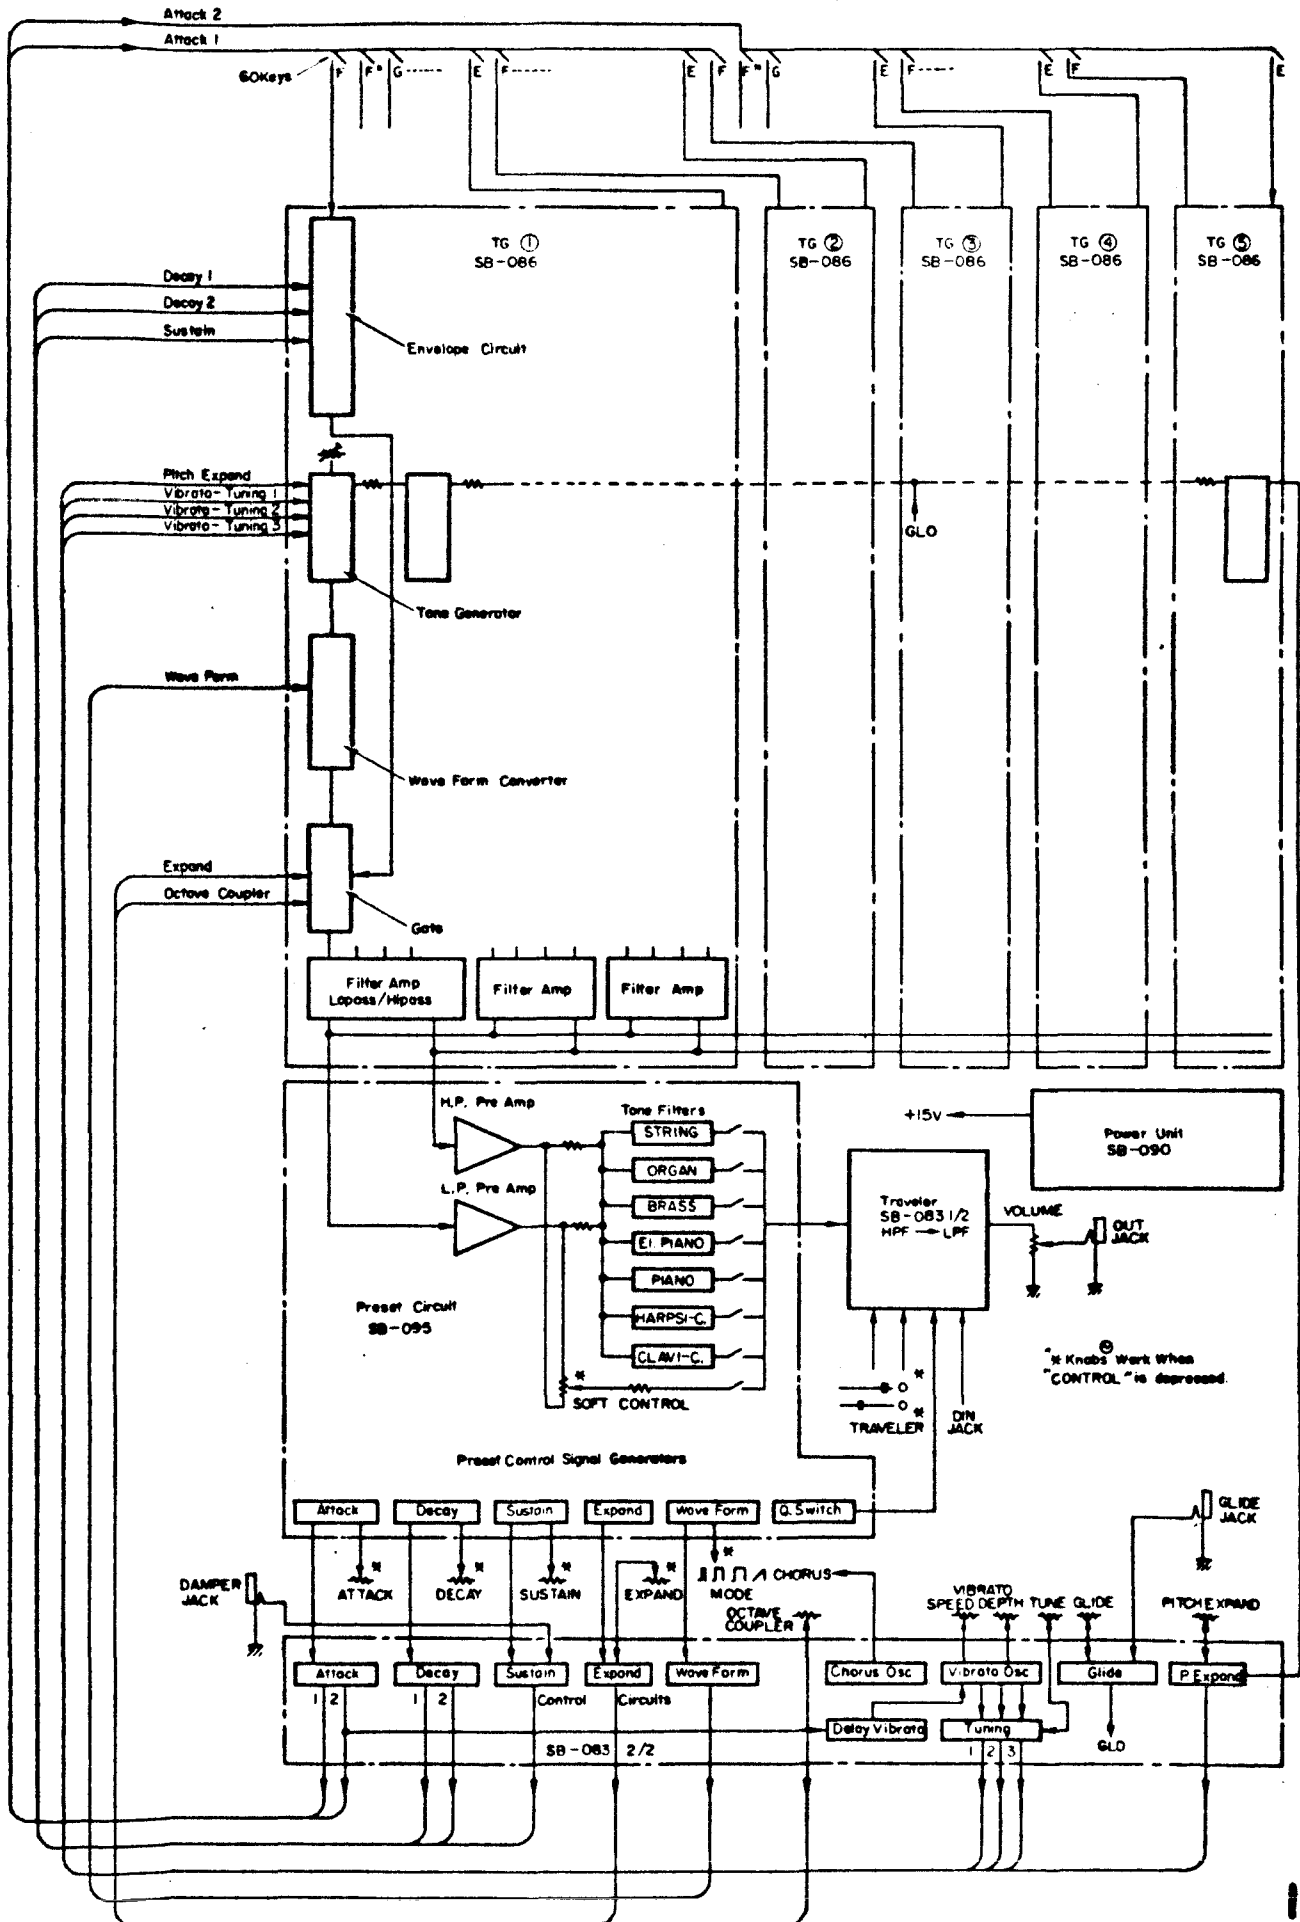 Attack 2
Attack 1
60Keys
F F# G ------ E F ------ E F F# G E F ------ E F E
TG ① SB-086
TG ② SB-086
TG ③ SB-086
TG ④ SB-086
TG ⑤ SB-086
Decay 1
Decay 2
Sustain
Envelope Circuit
Pitch Expand
Vibrato-Tuning 1
Vibrato-Tuning 2
Vibrato-Tuning 3
GLO
Tone Generator
Wave Form
Wave Form Converter
Expand
Octave Coupler
Gate
Filter Amp
Lopass/Hipass
Filter Amp
Filter Amp
H.P. Pre Amp
L.P. Pre Amp
Tone Filters
STRING
ORGAN
BRASS
El. PIANO
PIANO
HARPSI-C.
CLAVI-C.
*
SOFT CONTROL
Preset Circuit
SB-095
+15V
Power Unit
SB-090
Traveler
SB-083 1/2
HPF → LPF
VOLUME
OUT
JACK
*
*
TRAVELER
DIN
JACK
* Knobs Work When
"CONTROL" is depressed.
Preset Control Signal Generators
Attack Decay Sustain Expand Wave Form Q. Switch
GLIDE
JACK
DAMPER
JACK
* ATTACK
* DECAY
* SUSTAIN
* EXPAND
* MODE
CHORUS
OCTAVE
COUPLER
VIBRATO
SPEED DEPTH TUNE GLIDE
PITCH EXPAND
Attack Decay Sustain Expand Wave Form Chorus Osc Vibrato Osc Glide P. Expand
1 2 1 2 Control Circuits
Delay Vibrato Tuning
GLO
SB-083 2/2
1 2 3